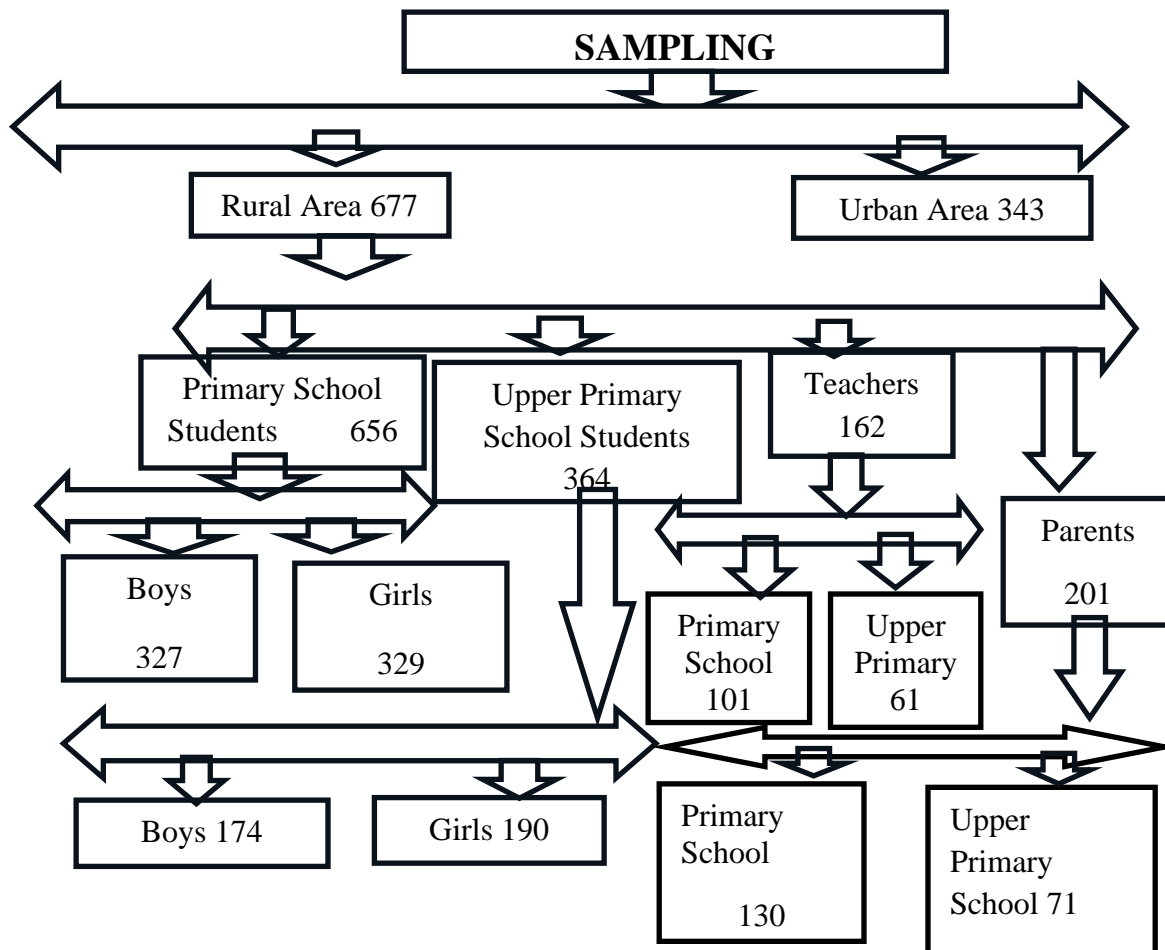 SAMPLING
Rural Area 677
Urban Area 343
Primary School
Students 656
Upper Primary
School Students
364
Teachers
162
Parents
201
Boys
327
Girls
329
Primary
School
101
Upper
Primary
61
Boys 174
Girls 190
Primary
School
130
Upper
Primary
School 71